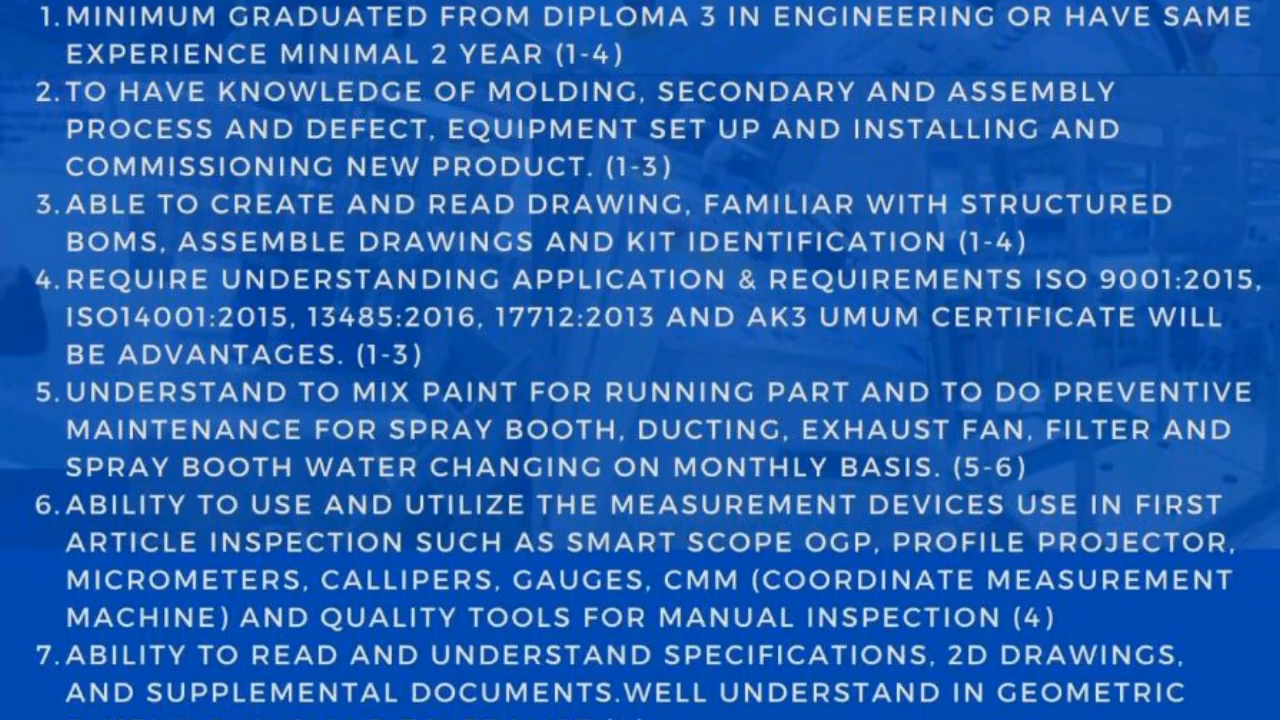 1. MINIMUM GRADUATED FROM DIPLOMA 3 IN ENGINEERING OR HAVE SAME
EXPERIENCE MINIMAL 2 YEAR (1-4)
2. TO HAVE KNOWLEDGE OF MOLDING, SECONDARY AND ASSEMBLY
PROCESS AND DEFECT, EQUIPMENT SET UP AND INSTALLING AND
COMMISSIONING NEW PRODUCT. (1-3)
3. ABLE TO CREATE AND READ DRAWING, FAMILIAR WITH STRUCTURED
BOMS, ASSEMBLE DRAWINGS AND KIT IDENTIFICATION (1-4)
4. REQUIRE UNDERSTANDING APPLICATION & REQUIREMENTS ISO 9001:2015,
ISO14001:2015, 13485:2016, 17712:2013 AND AK3 UMUM CERTIFICATE WILL
BE ADVANTAGES. (1-3)
5. UNDERSTAND TO MIX PAINT FOR RUNNING PART AND TO DO PREVENTIVE
MAINTENANCE FOR SPRAY BOOTH, DUCTING, EXHAUST FAN, FILTER AND
SPRAY BOOTH WATER CHANGING ON MONTHLY BASIS. (5-6)
6. ABILITY TO USE AND UTILIZE THE MEASUREMENT DEVICES USE IN FIRST
ARTICLE INSPECTION SUCH AS SMART SCOPE OGP, PROFILE PROJECTOR,
MICROMETERS, CALLIPERS, GAUGES, CMM (COORDINATE MEASUREMENT
MACHINE) AND QUALITY TOOLS FOR MANUAL INSPECTION (4)
7. ABILITY TO READ AND UNDERSTAND SPECIFICATIONS, 2D DRAWINGS,
AND SUPPLEMENTAL DOCUMENTS.WELL UNDERSTAND IN GEOMETRIC